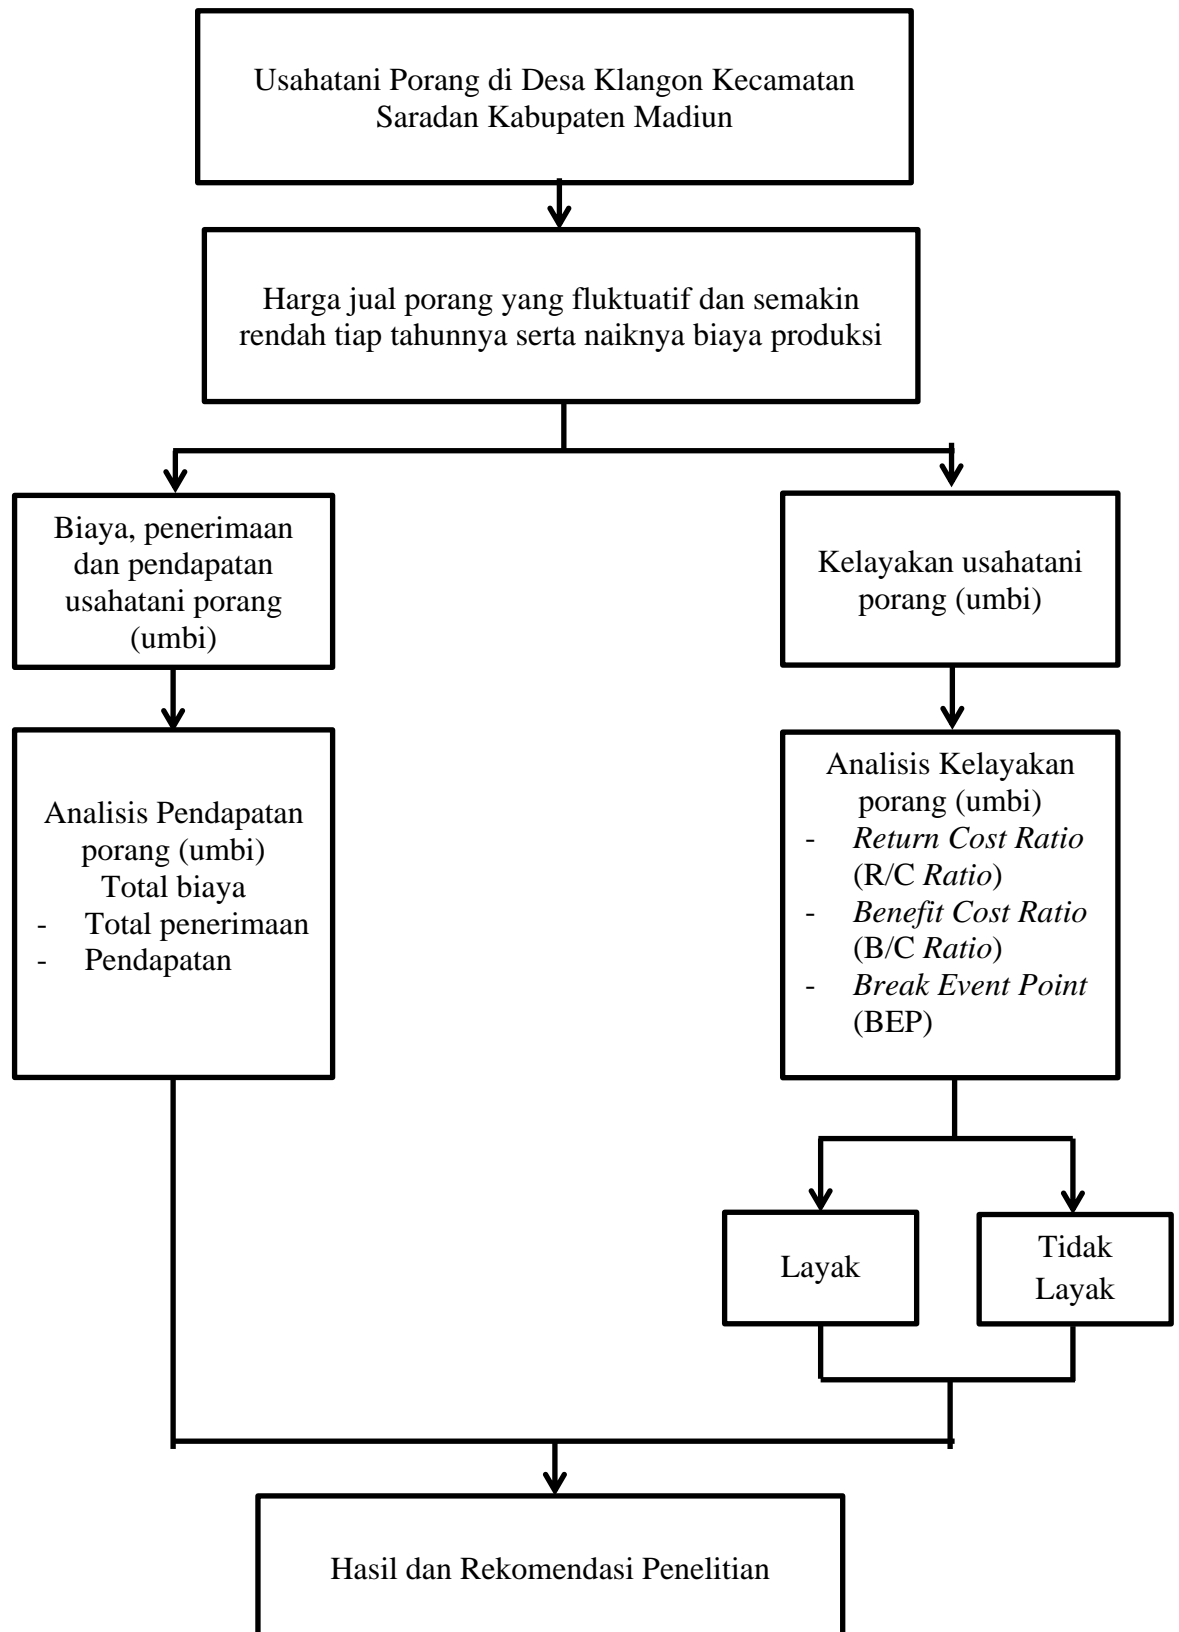 Usahatani Porang di Desa Klangon Kecamatan
Saradan Kabupaten Madiun
Harga jual porang yang fluktuatif dan semakin
rendah tiap tahunnya serta naiknya biaya produksi
Biaya, penerimaan
dan pendapatan
usahatani porang
(umbi)
Kelayakan usahatani
porang (umbi)
Analisis Pendapatan
porang (umbi)
Total biaya
- Total penerimaan
- Pendapatan
Analisis Kelayakan
porang (umbi)
- Return Cost Ratio
(R/C Ratio)
- Benefit Cost Ratio
(B/C Ratio)
- Break Event Point
(BEP)
Layak
Tidak
Layak
Hasil dan Rekomendasi Penelitian